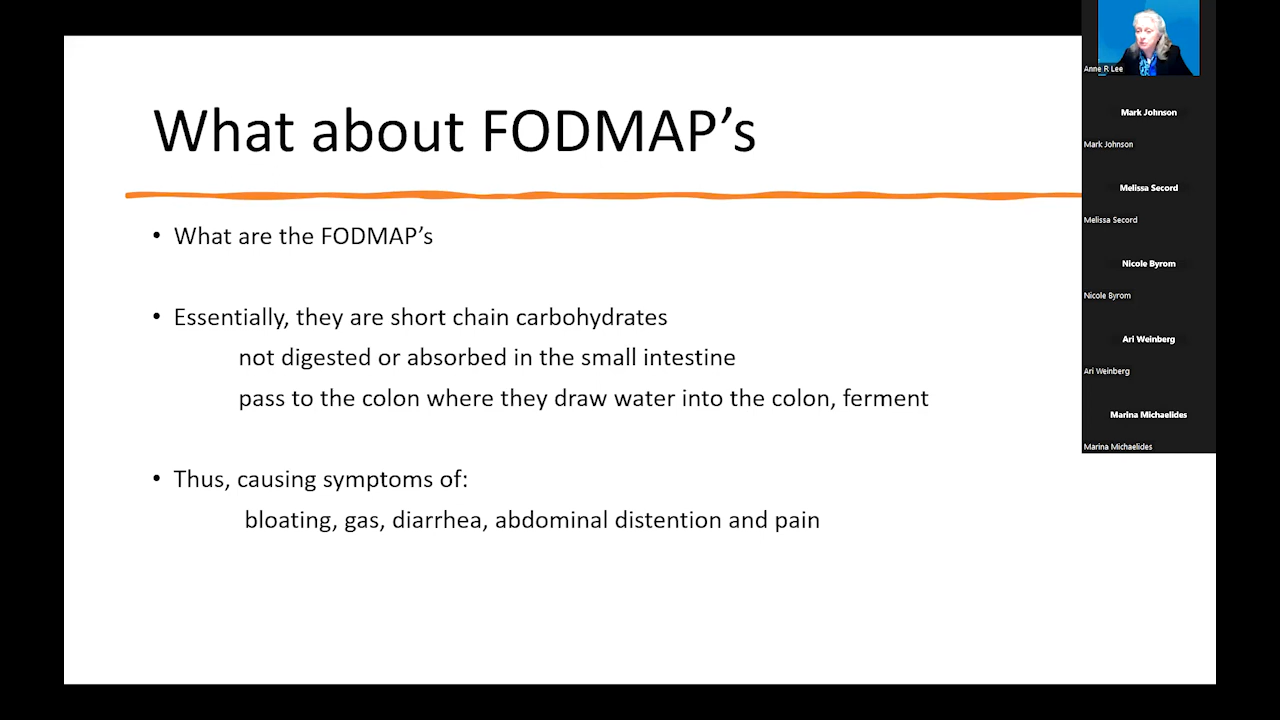 What about FODMAP’s
• What are the FODMAP’s
• Essentially, they are short chain carbohydrates
not digested or absorbed in the small intestine
pass to the colon where they draw water into the colon, ferment
• Thus, causing symptoms of:
bloating, gas, diarrhea, abdominal distention and pain
Anne R Lee
Mark Johnson
Mark Johnson
Melissa Secord
Melissa Secord
Nicole Byrom
Nicole Byrom
Ari Weinberg
Ari Weinberg
Marina Michaelides
Marina Michaelides